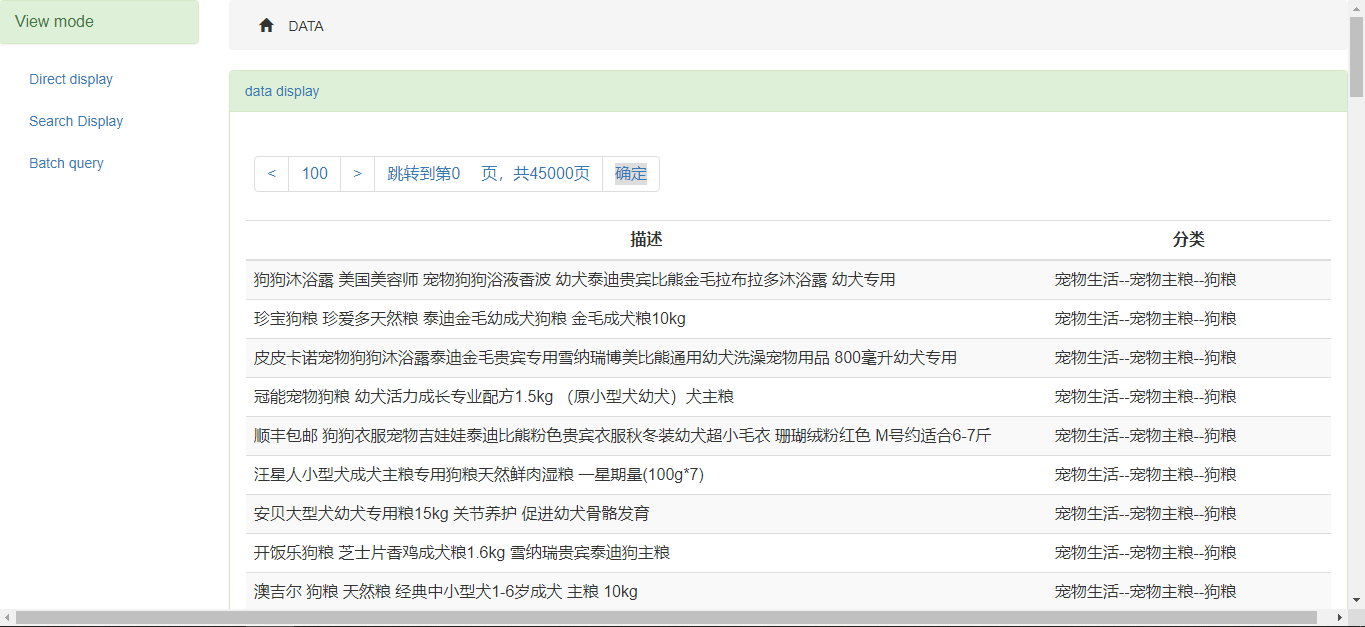 View mode
Direct display
Search Display
Batch query
DATA
data display
< 100 > 跳转到第0 页，共45000页 确定
描述 分类
狗狗沐浴露 美国美容师 宠物狗狗浴液香波 幼犬泰迪贵宾比熊金毛拉布拉多沐浴露 幼犬专用 宠物生活--宠物主粮--狗粮
珍宝狗粮 珍爱多天然粮 泰迪金毛幼成犬狗粮 金毛成犬粮10kg 宠物生活--宠物主粮--狗粮
皮皮卡诺宠物狗狗沐浴露泰迪金毛贵宾专用雪纳瑞博美比熊通用幼犬洗澡宠物用品 800毫升幼犬专用 宠物生活--宠物主粮--狗粮
冠能宠物狗粮 幼犬活力成长专业配方1.5kg （原小型犬幼犬）犬主粮 宠物生活--宠物主粮--狗粮
顺丰包邮 狗狗衣服宠物吉娃娃泰迪比熊粉色贵宾衣服秋冬装幼犬超小毛衣 珊瑚绒粉红色 M号约适合6-7斤 宠物生活--宠物主粮--狗粮
汪星人小型犬成犬主粮专用狗粮天然鲜肉湿粮 一星期量(100g*7) 宠物生活--宠物主粮--狗粮
安贝大型犬幼犬专用粮15kg 关节养护 促进幼犬骨骼发育 宠物生活--宠物主粮--狗粮
开饭乐狗粮 芝士片香鸡成犬粮1.6kg 雪纳瑞贵宾泰迪狗主粮 宠物生活--宠物主粮--狗粮
澳吉尔 狗粮 天然粮 经典中小型犬1-6岁成犬 主粮 10kg 宠物生活--宠物主粮--狗粮